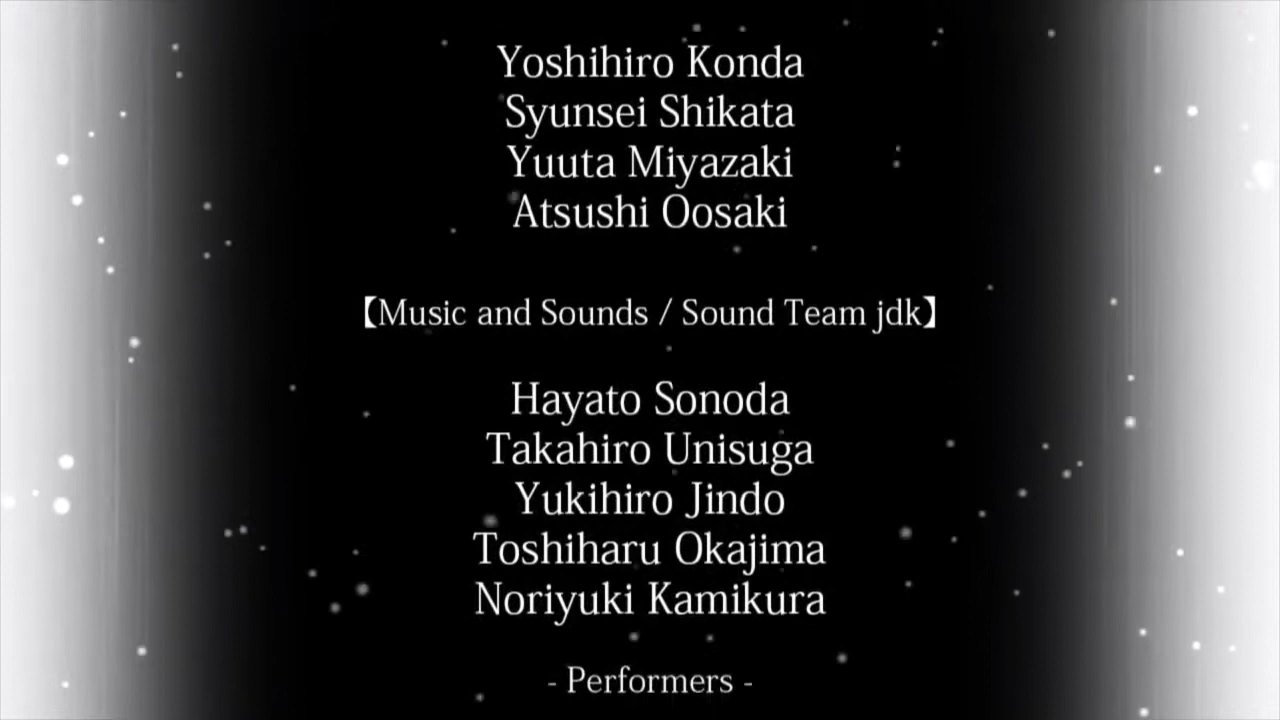 Yoshihiro Konda
Syunsei Shikata
Yuuta Miyazaki
Atsushi Oosaki
【Music and Sounds / Sound Team jdk】
Hayato Sonoda
Takahiro Unisuga
Yukihiro Jindo
Toshiharu Okajima
Noriyuki Kamikura
- Performers -